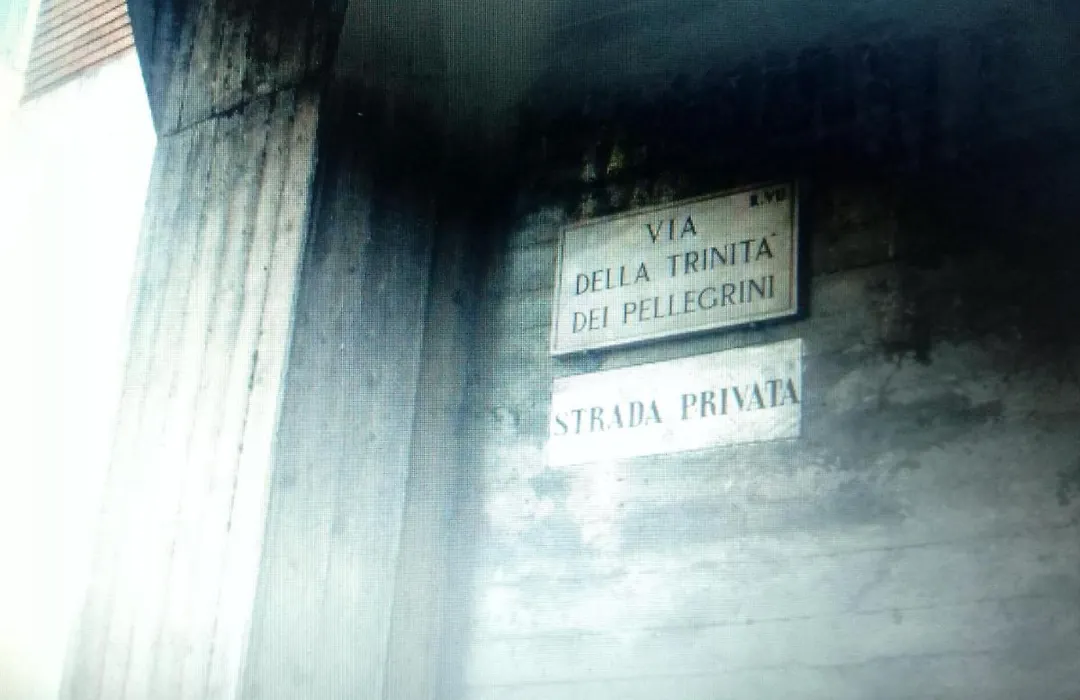 R.VII
VIA
DELLA TRINITA'
DEI PELLEGRINI
STRADA PRIVATA